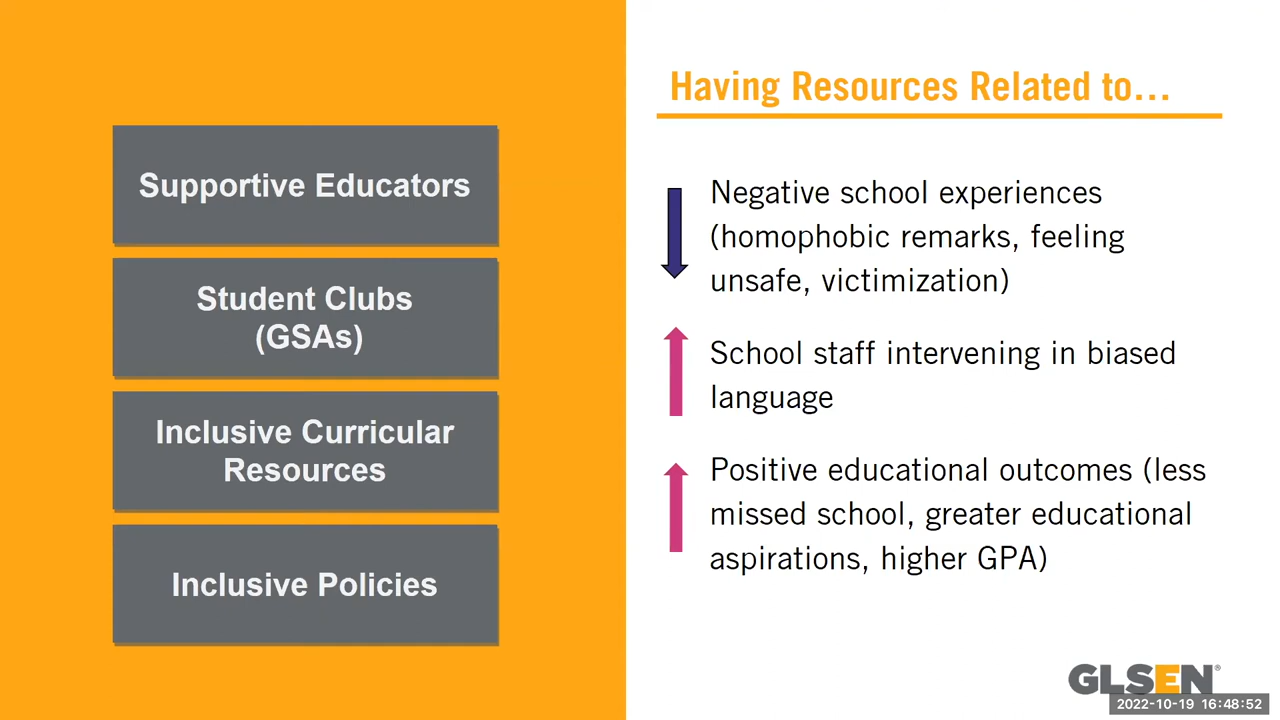 Supportive Educators
Student Clubs
(GSAs)
Inclusive Curricular
Resources
Inclusive Policies
Having Resources Related to...
Negative school experiences
(homophobic remarks, feeling
unsafe, victimization)
School staff intervening in biased
language
Positive educational outcomes (less
missed school, greater educational
aspirations, higher GPA)
GLSEN®
2022-10-19 16:48:52